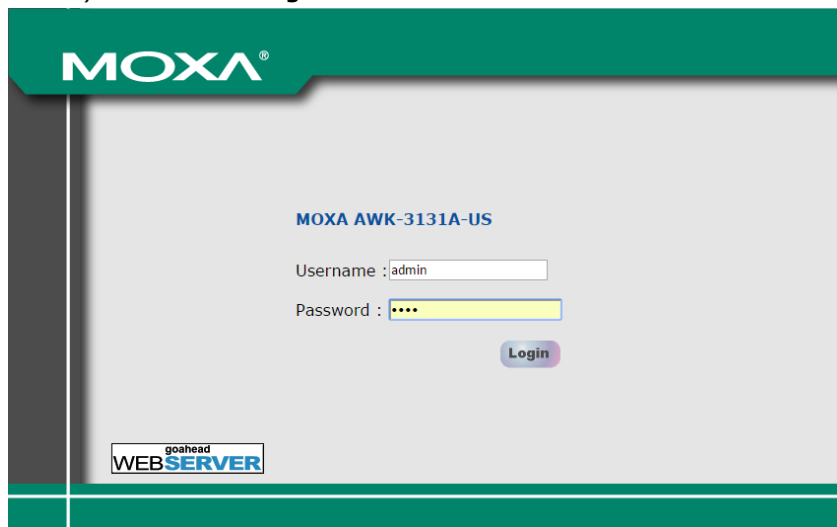 MOXA®
MOXA AWK-3131A-US
Username : admin
Password : ••••
Login
goahead
WEBSERVER